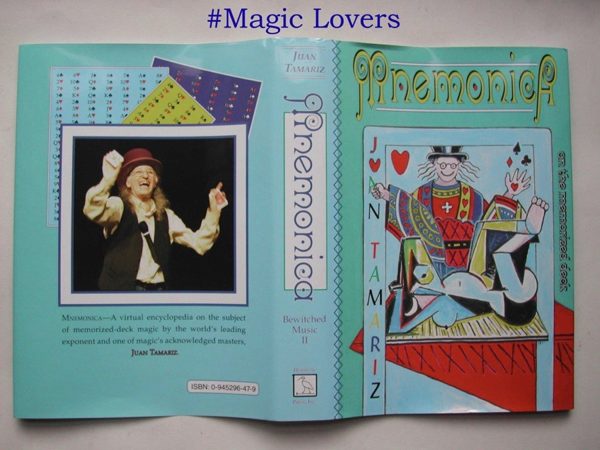 #Magic Lovers
MNEMONICA—A virtual encyclopedia on the subject
of memorized-deck magic by the world's leading
exponent and one of magic's acknowledged masters,
JUAN TAMARIZ.
ISBN: 0-945296-47-9
JUAN
TAMARIZ
Mnemonica
Bewitched
Music
II
MnemonicA
JUAN TAMARIZ
on the memorized deck